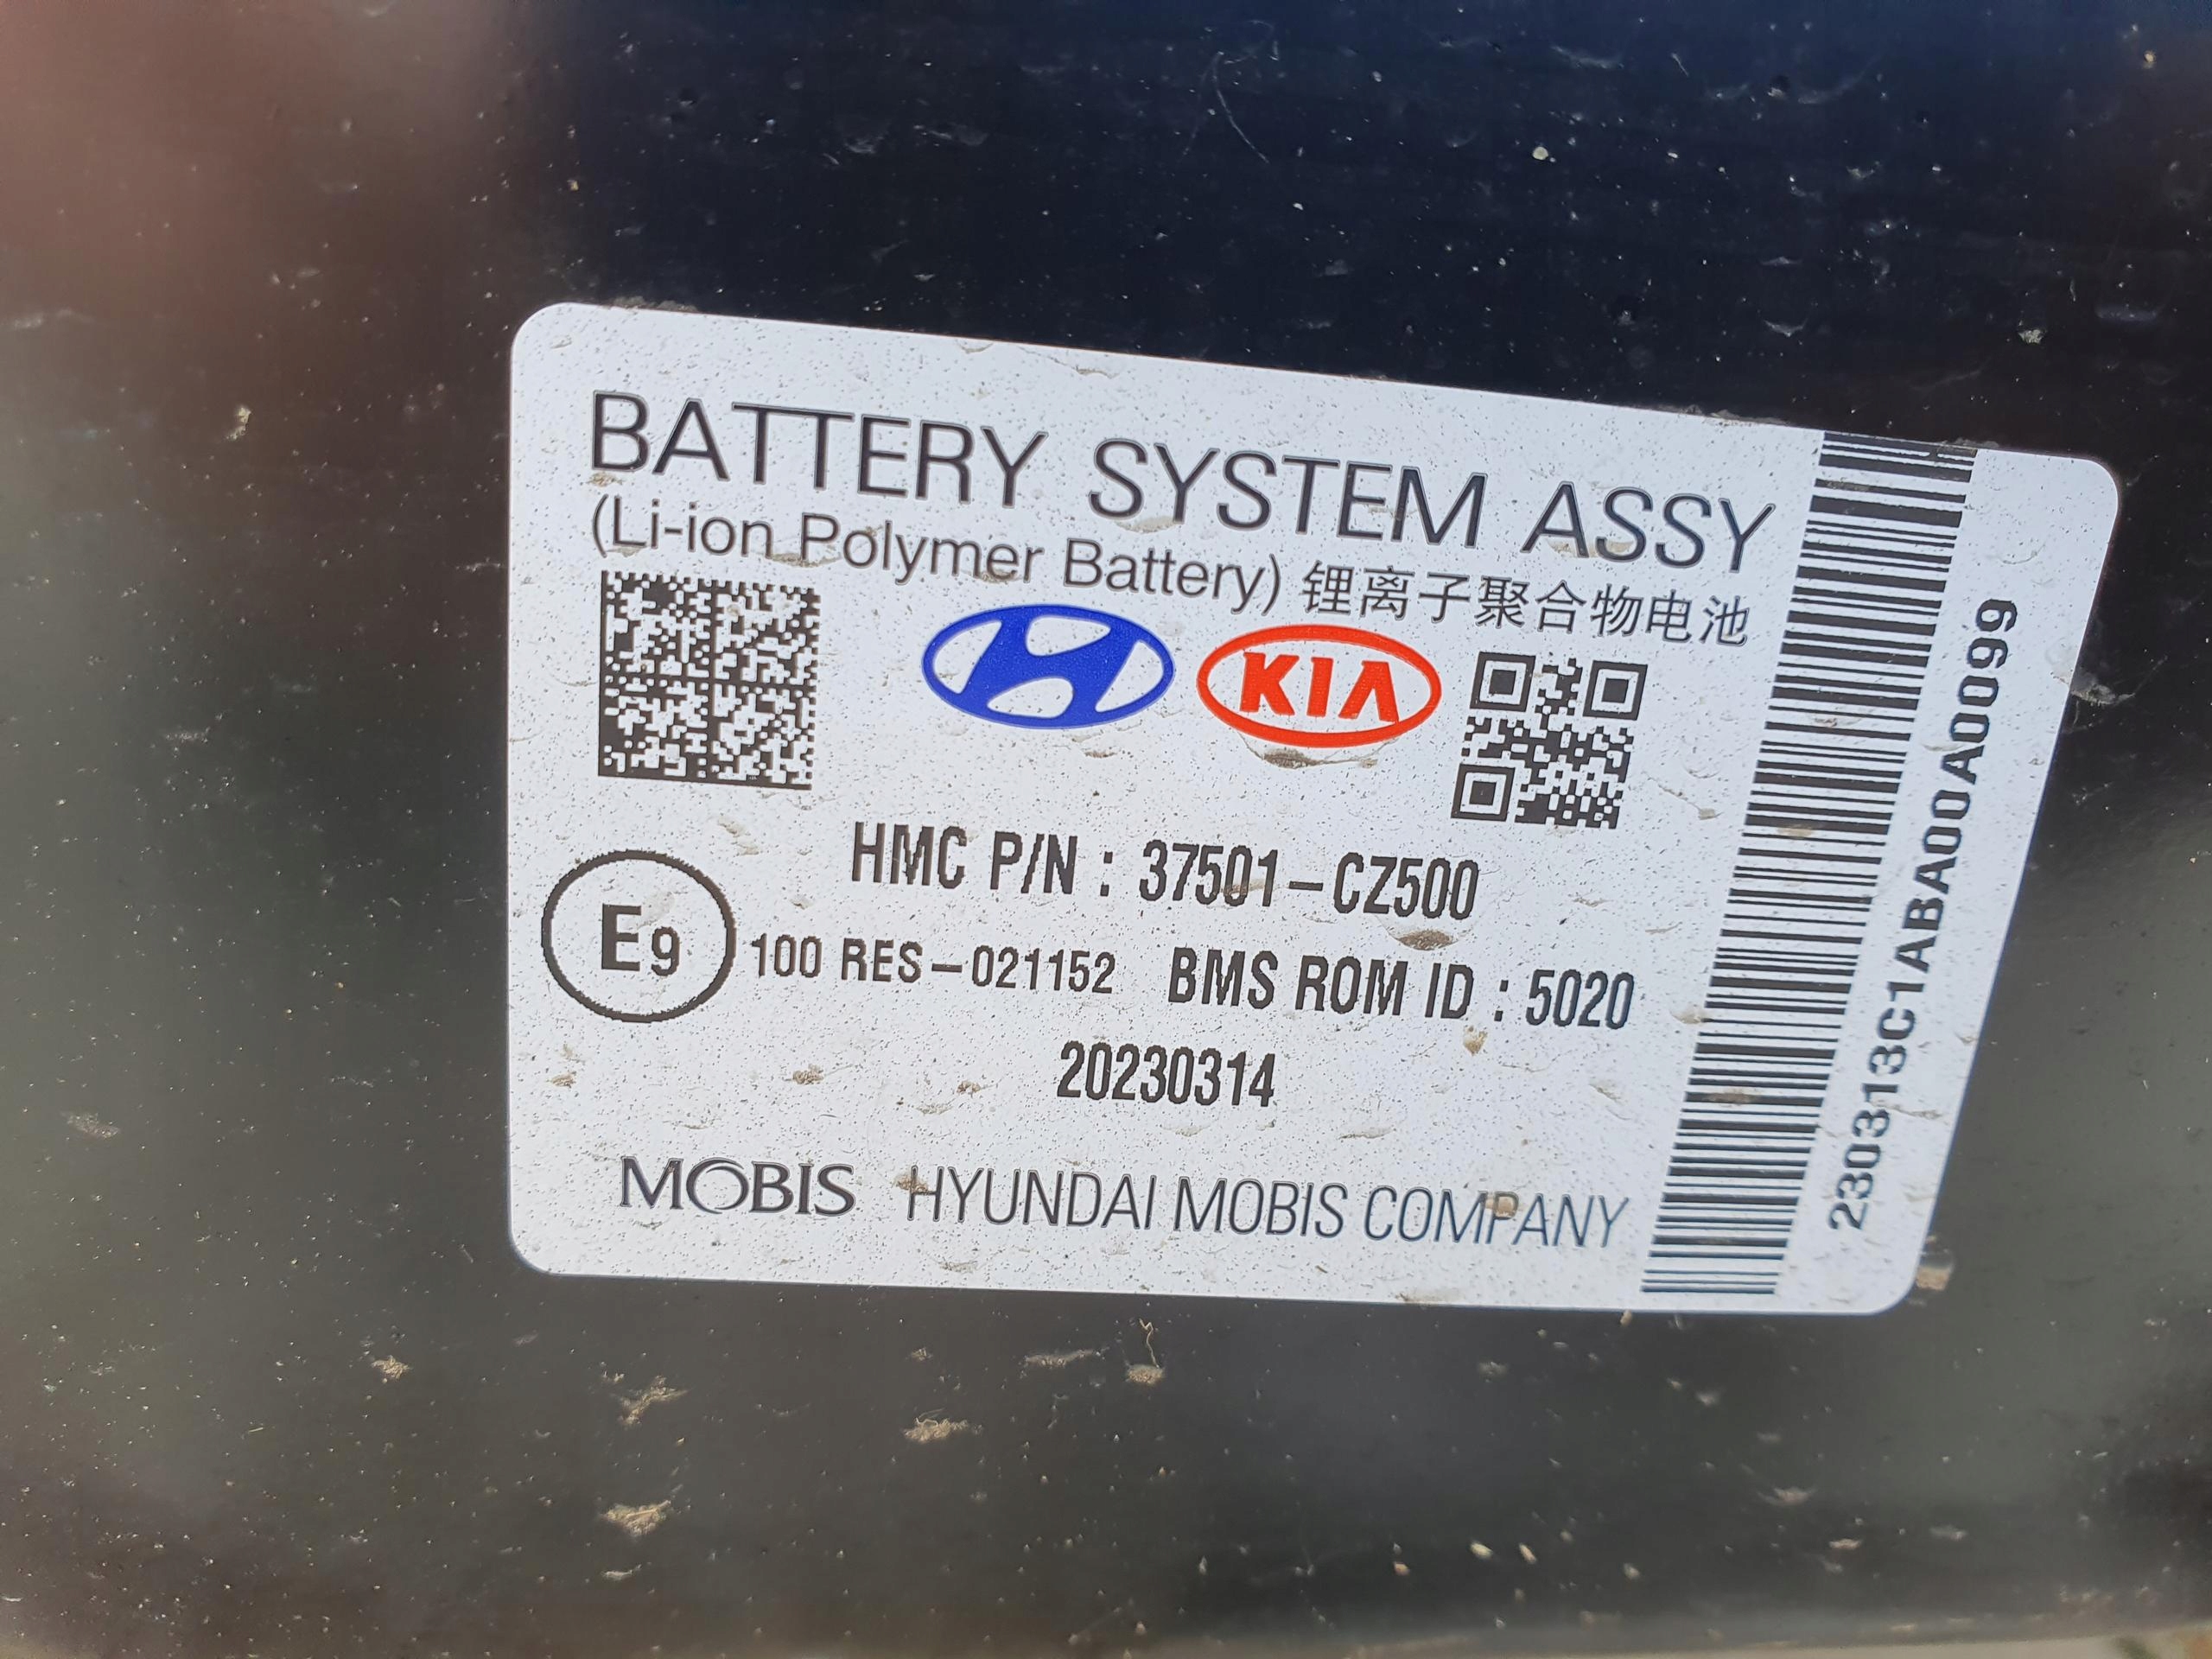 BATTERY SYSTEM ASSY
(Li-ion Polymer Battery) 锂离子聚合物电池
KIA
HMC P/N : 37501-CZ500
E9 100 RES-021152 BMS ROM ID : 5020
20230314
MOBIS HYUNDAI MOBIS COMPANY
230313C1ABA00A0099